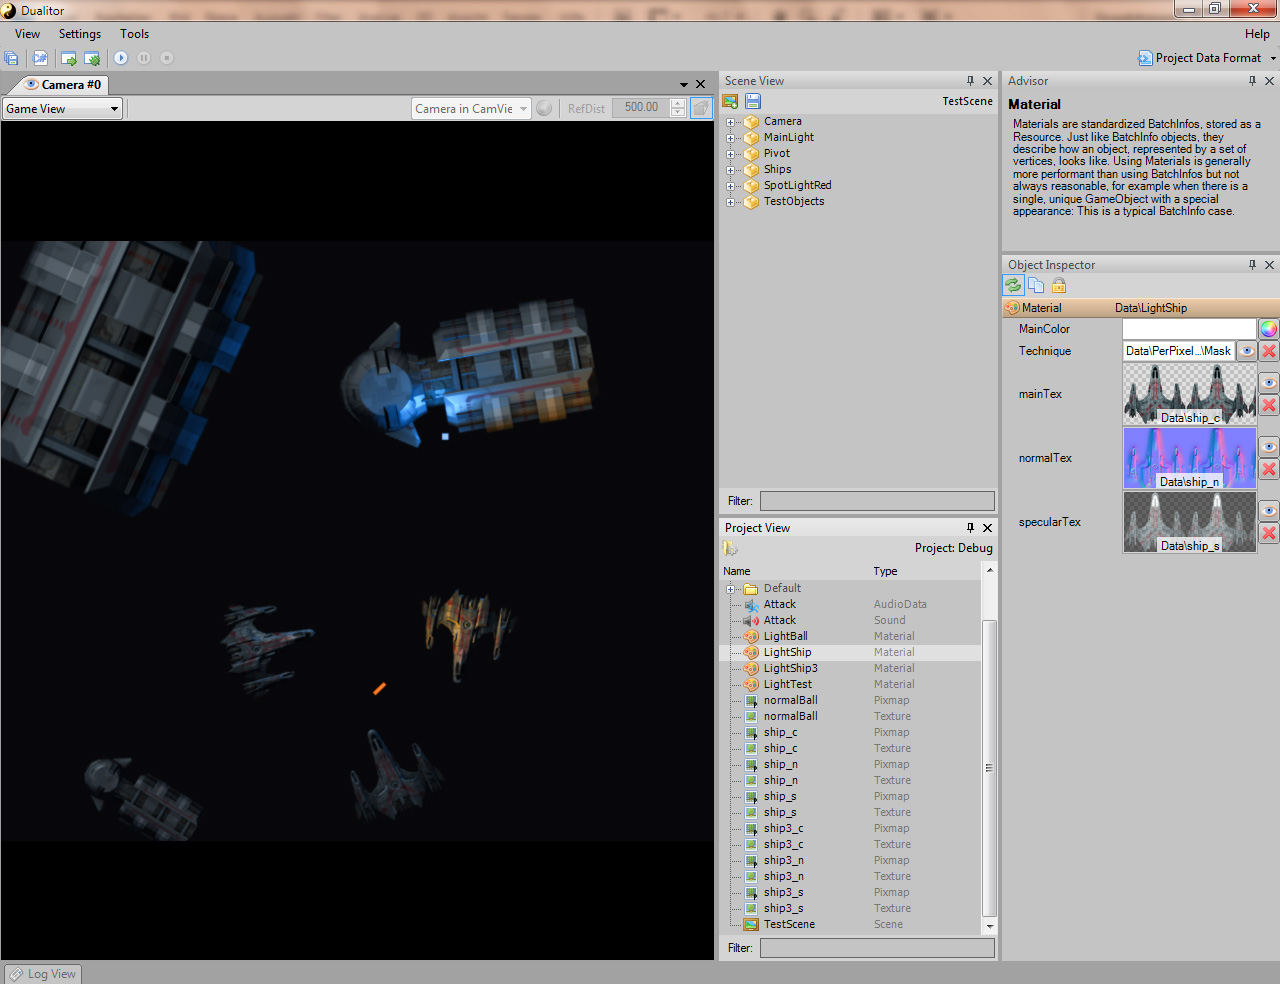 Dualitor
View Settings Tools Help
Project Data Format
Camera #0
Game View
Camera in CamVie
RefDist
500.00
Scene View
TestScene
Camera
MainLight
Pivot
Ships
SpotLightRed
TestObjects
Filter:
Project View
Project: Debug
Name Type
Default
Attack AudioData
Attack Sound
LightBall Material
LightShip Material
LightShip3 Material
LightTest Material
normalBall Pixmap
normalBall Texture
ship_c Pixmap
ship_c Texture
ship_n Pixmap
ship_n Texture
ship_s Pixmap
ship_s Texture
ship3_c Pixmap
ship3_c Texture
ship3_n Pixmap
ship3_n Texture
ship3_s Pixmap
ship3_s Texture
TestScene Scene
Filter:
Advisor
Material
Materials are standardized BatchInfos, stored as a
Resource. Just like BatchInfo objects, they
describe how an object, represented by a set of
vertices, looks like. Using Materials is generally
more performant than using BatchInfos but not
always reasonable, for example when there is a
single, unique GameObject with a special
appearance: This is a typical BatchInfo case.
Object Inspector
Material Data\LightShip
MainColor
Technique Data\PerPixel...\Mask
mainTex
Data\ship_c
normalTex
Data\ship_n
specularTex
Data\ship_s
Log View